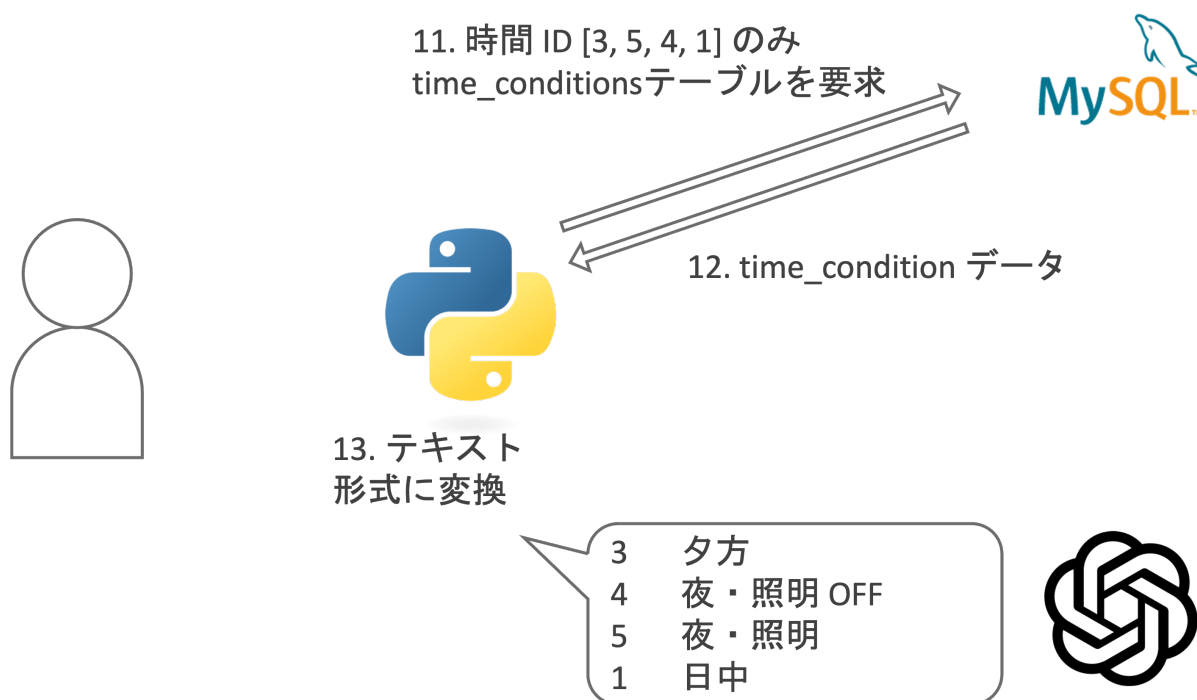 11. 時間 ID [3, 5, 4, 1] のみ
time_conditionsテーブルを要求
MySQL
12. time_condition データ
13. テキスト
形式に変換
3 夕方
4 夜・照明 OFF
5 夜・照明
1 日中